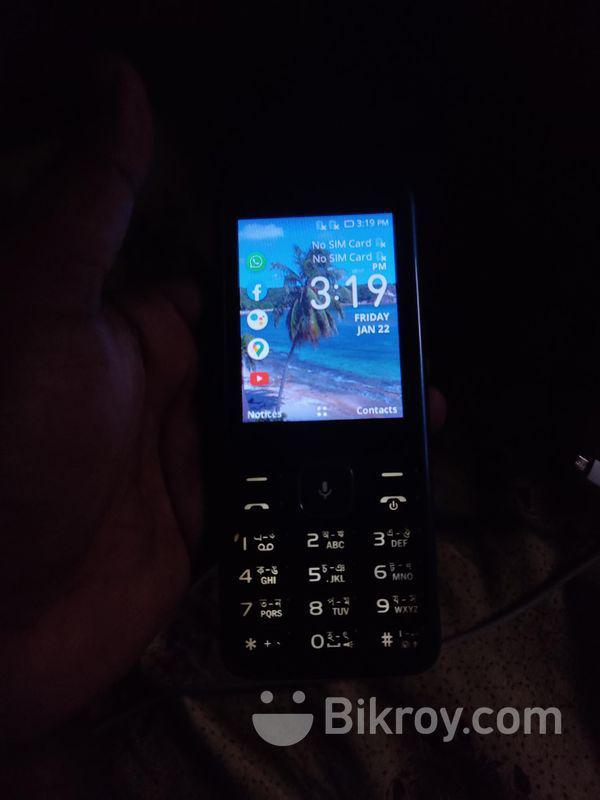 3:19 PM
No SIM Card
No SIM Card
PM
3:19
FRIDAY
JAN 22
Notices
Contacts
1
2 অ-ঋ ABC
3 এ-ঔ DEF
4 ক-ঙ GHI
5 চ-ঞ JKL
6 ট-ণ MNO
7 ত-ন PQRS
8 প-ম TUV
9 WXYZ
* +
0
#
Bikroy.com